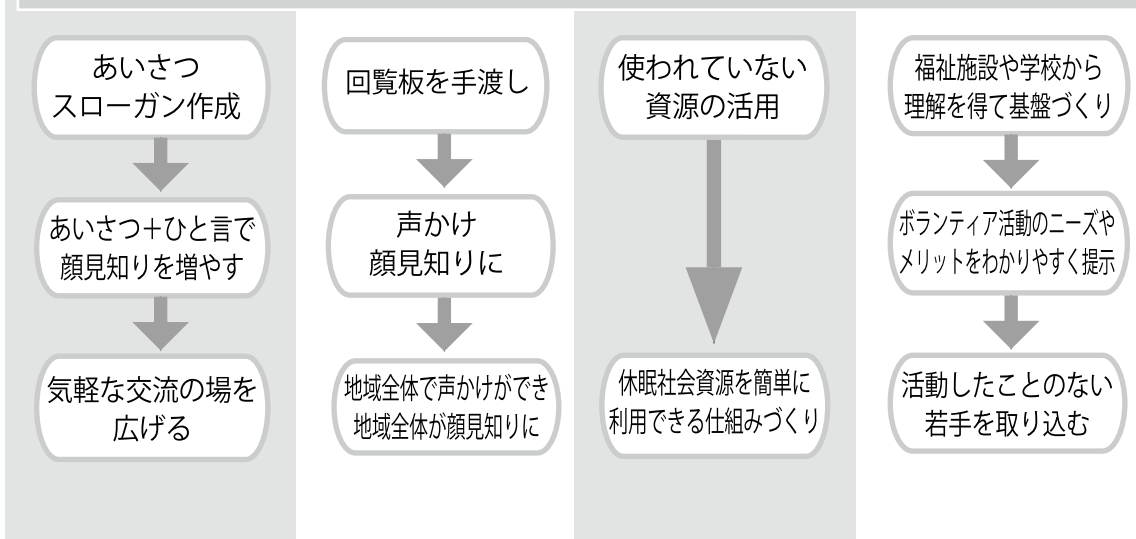 あいさつ
スローガン作成
あいさつ＋ひと言で
顔見知りを増やす
気軽な交流の場を
広げる
回覧板を手渡し
声かけ
顔見知りに
地域全体で声かけができ
地域全体が顔見知りに
使われていない
資源の活用
休眠社会資源を簡単に
利用できる仕組みづくり
福祉施設や学校から
理解を得て基盤づくり
ボランティア活動のニーズや
メリットをわかりやすく提示
活動したことのない
若手を取り込む